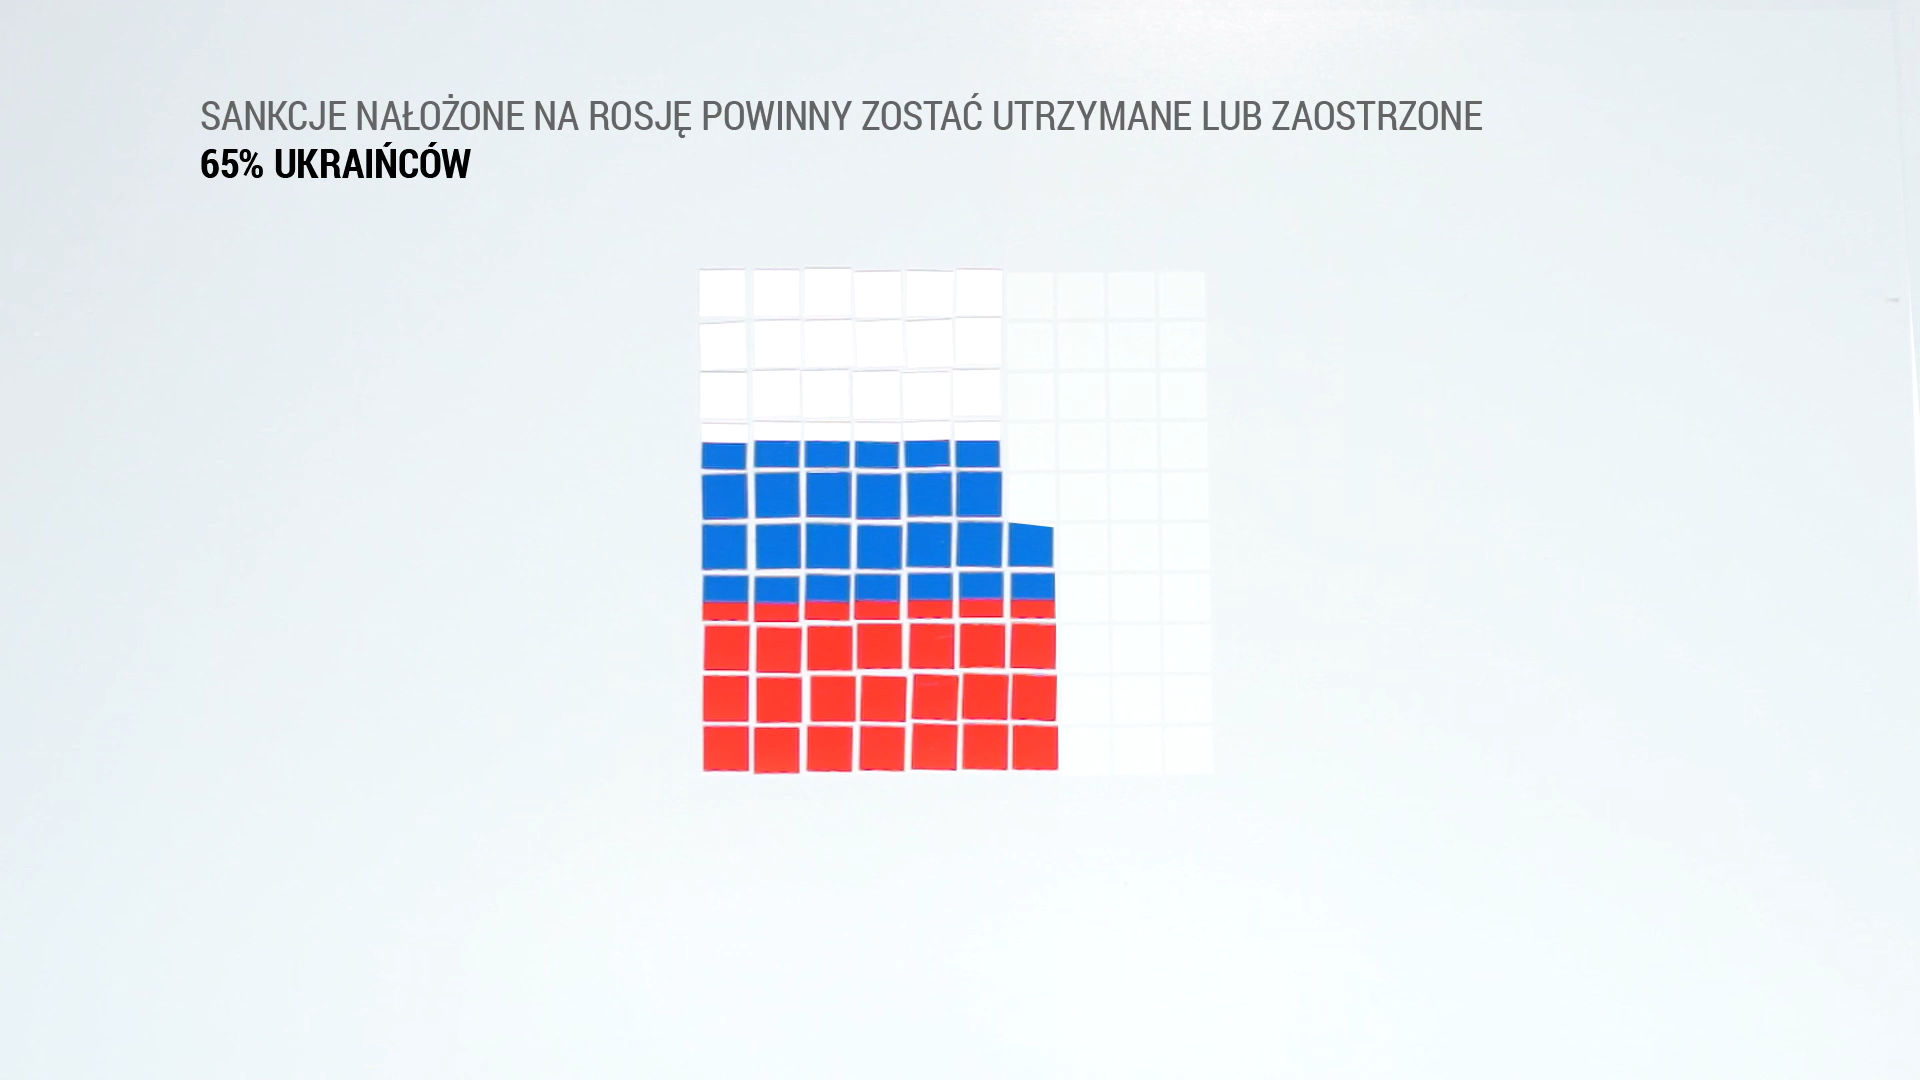 SANKCJE NAŁOŻONE NA ROSJĘ POWINNY ZOSTAĆ UTRZYMANE LUB ZAOSTRZONE
65% UKRAIŃCÓW